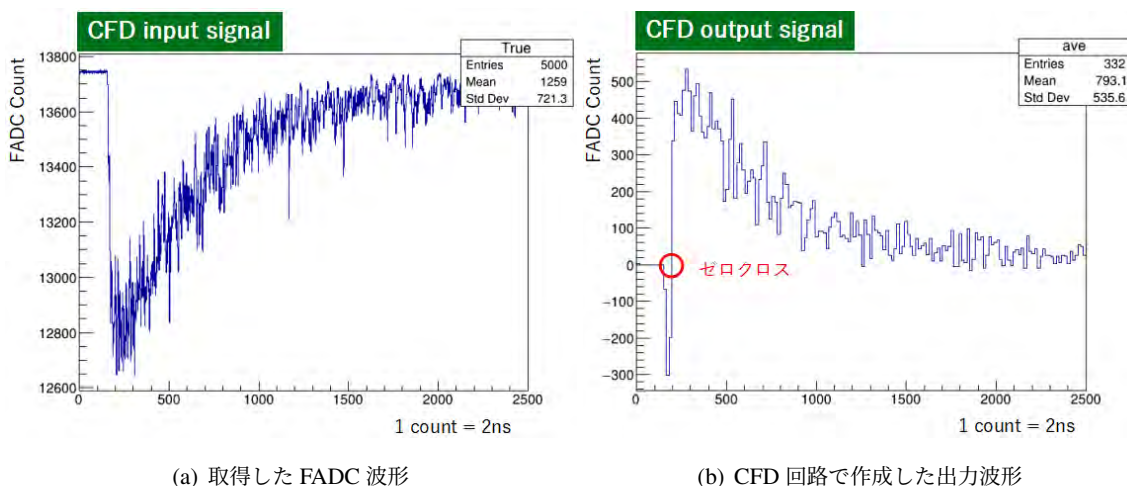 CFD input signal
True
Entries 5000
Mean 1259
Std Dev 721.3
FADC Count
13800
13600
13400
13200
13000
12800
12600
0 500 1000 1500 2000 2500
1 count = 2ns
(a) 取得した FADC 波形
CFD output signal
ave
Entries 332
Mean 793.1
Std Dev 535.6
FADC Count
500
400
300
200
100
0
−100
−200
−300
ゼロクロス
0 500 1000 1500 2000 2500
1 count = 2ns
(b) CFD 回路で作成した出力波形